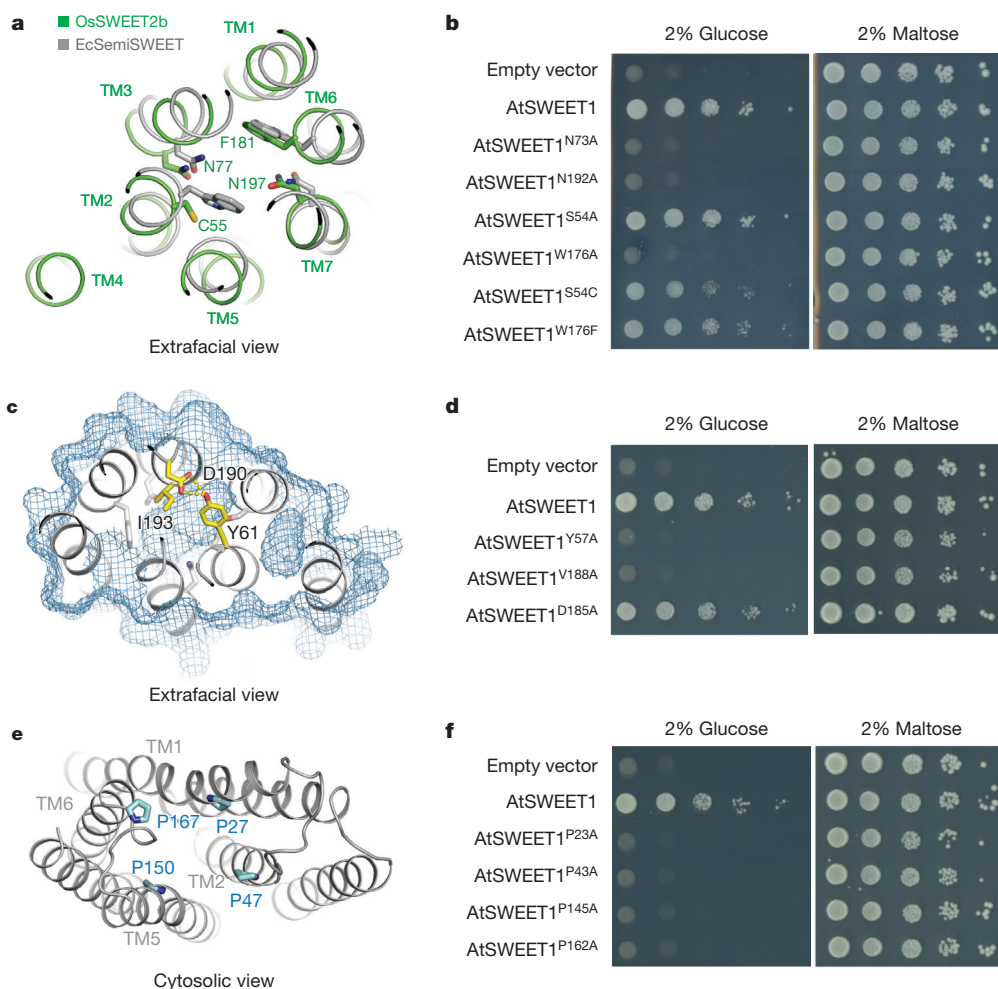 a
OsSWEET2b
EcSemiSWEET
TM1
TM3
TM6
F181
N77
N197
TM2
C55
TM7
TM4
TM5
Extrafacial view
b
2% Glucose 2% Maltose
Empty vector
AtSWEET1
AtSWEET1N73A
AtSWEET1N192A
AtSWEET1S54A
AtSWEET1W176A
AtSWEET1S54C
AtSWEET1W176F
c
D190
I193
Y61
Extrafacial view
d
2% Glucose 2% Maltose
Empty vector
AtSWEET1
AtSWEET1Y57A
AtSWEET1V188A
AtSWEET1D185A
e
TM1
TM6
P167 P27
P150
TM2
P47
TM5
Cytosolic view
f
2% Glucose 2% Maltose
Empty vector
AtSWEET1
AtSWEET1P23A
AtSWEET1P43A
AtSWEET1P145A
AtSWEET1P162A